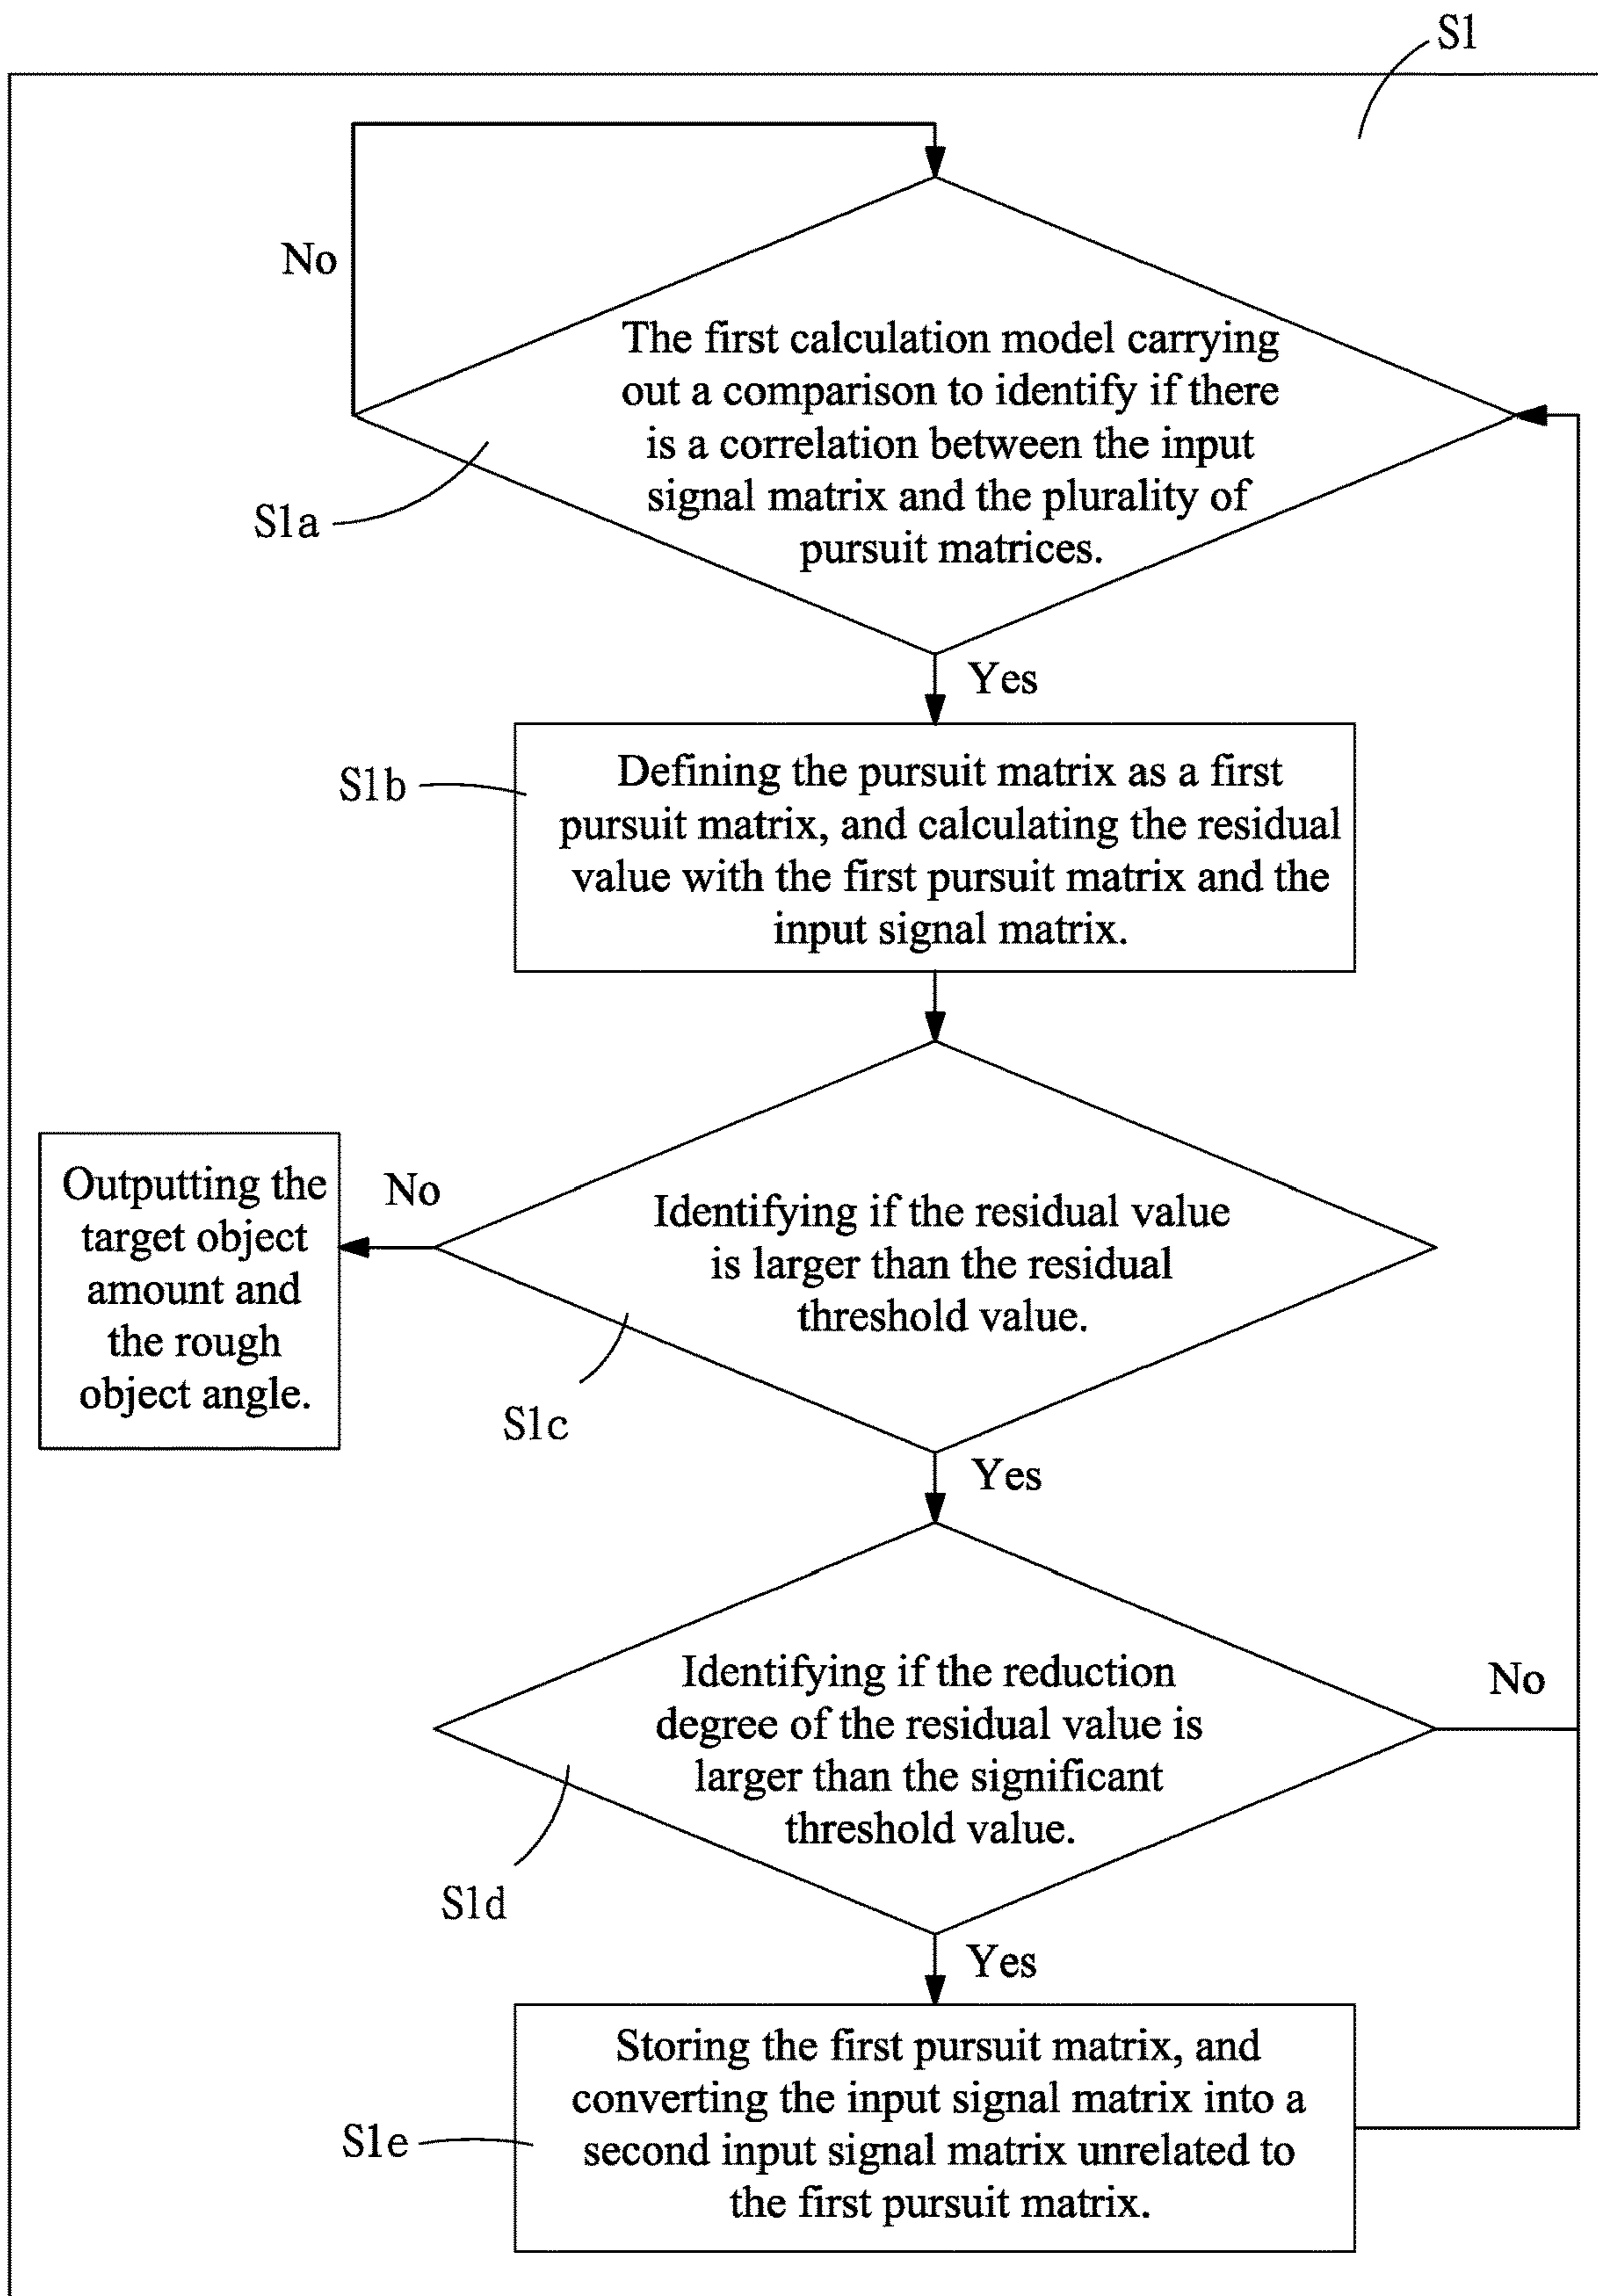 S1
No
The first calculation model carrying
out a comparison to identify if there
is a correlation between the input
signal matrix and the plurality of
pursuit matrices.
S1a
Yes
S1b
Defining the pursuit matrix as a first
pursuit matrix, and calculating the residual
value with the first pursuit matrix and the
input signal matrix.
Outputting the
target object
amount and
the rough
object angle.
No
Identifying if the residual value
is larger than the residual
threshold value.
S1c
Yes
Identifying if the reduction
degree of the residual value is
larger than the significant
threshold value.
No
S1d
Yes
Storing the first pursuit matrix, and
converting the input signal matrix into a
second input signal matrix unrelated to
the first pursuit matrix.
S1e